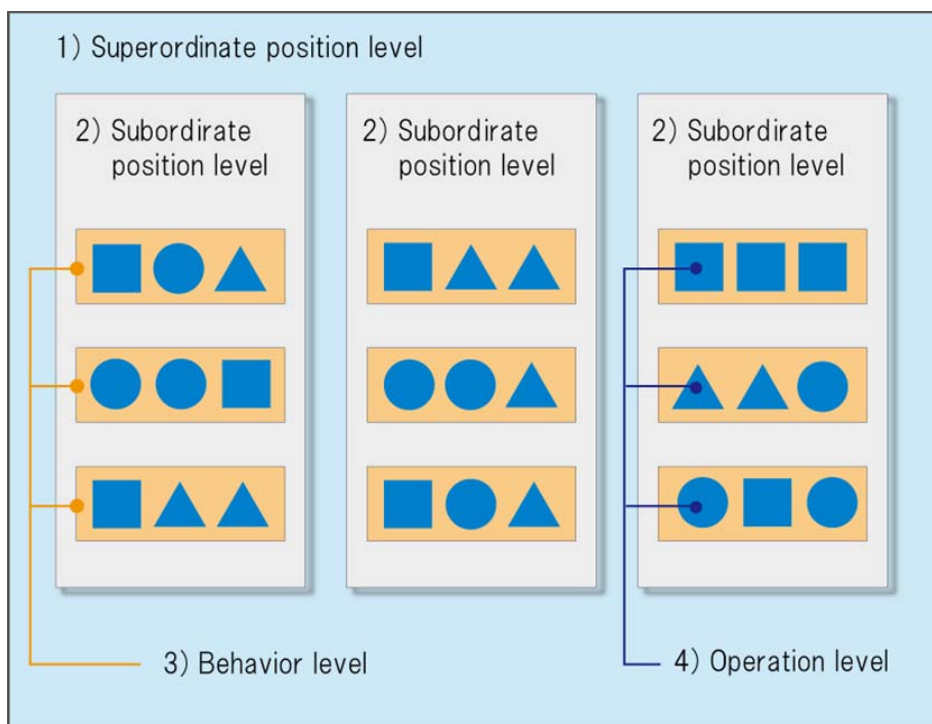 1) Superordinate position level
2) Subordirate
position level
2) Subordirate
position level
2) Subordirate
position level
3) Behavior level
4) Operation level